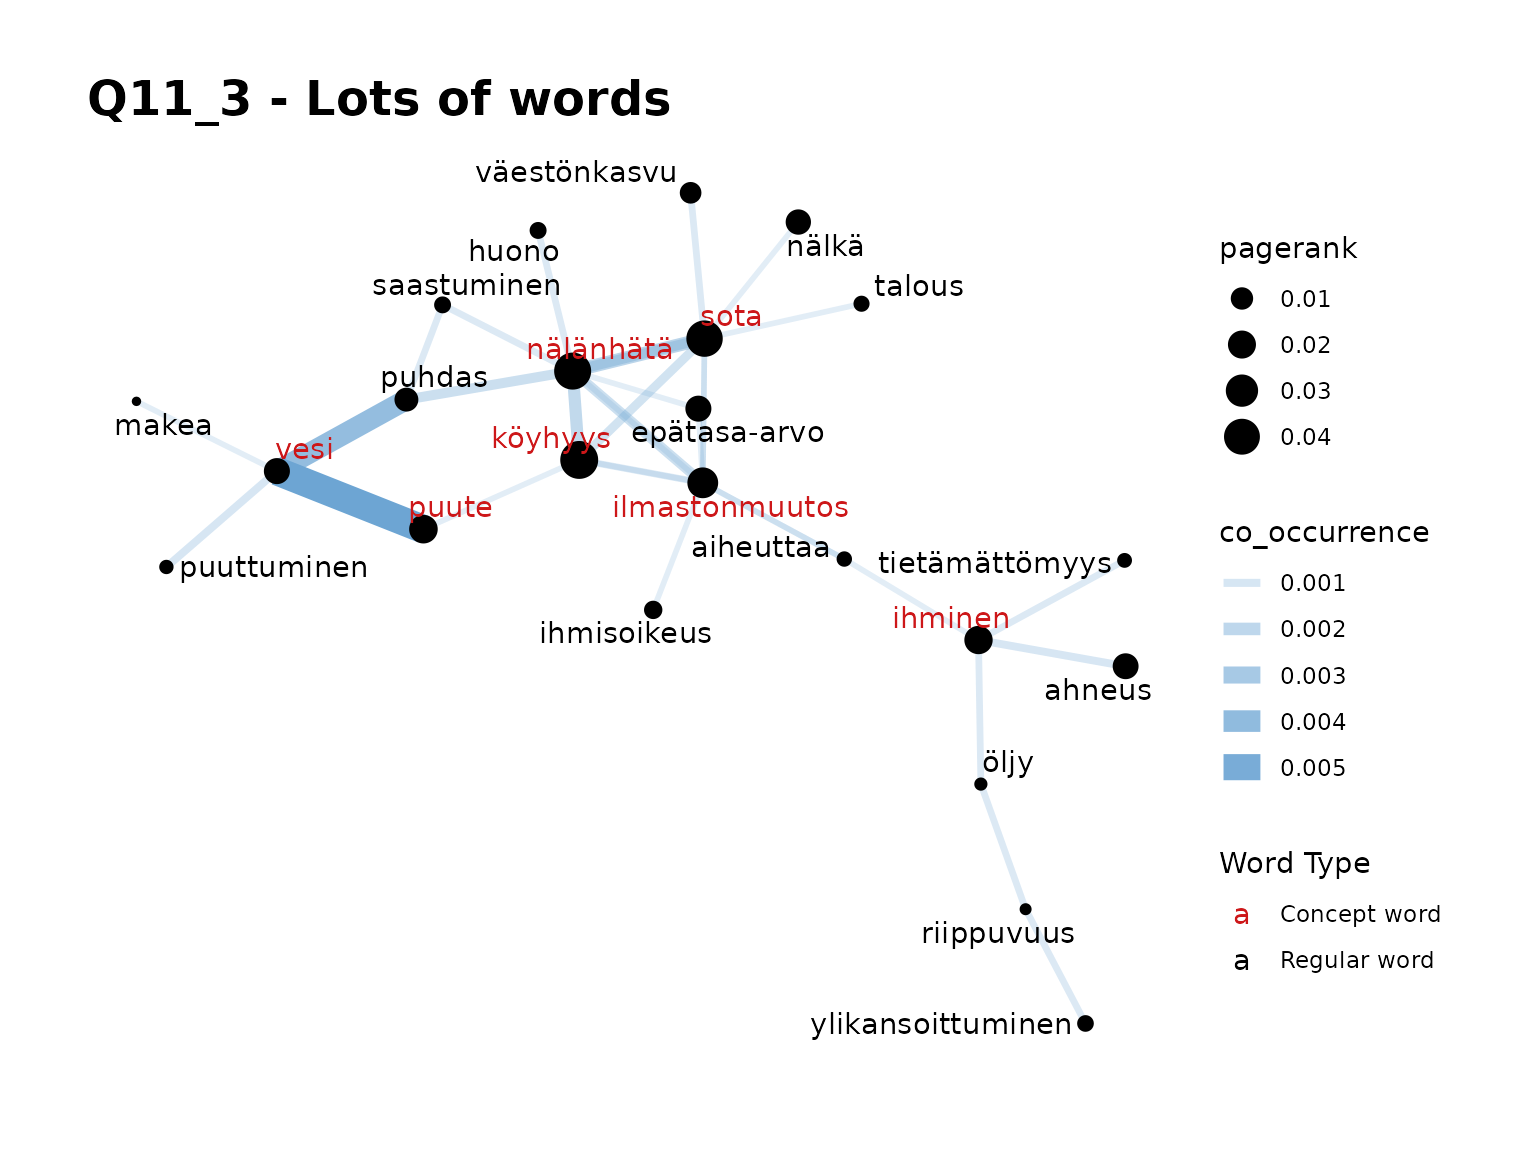 Q11_3 - Lots of words
väestönkasvu
huono
nälkä
saastuminen
talous
sota
nälänhätä
puhdas
makea
vesi
köyhyys
epätasa-arvo
puute
ilmastonmuutos
aiheuttaa
puuttuminen
tietämättömyys
ihminen
ihmisoikeus
ahneus
öljy
riippuvuus
ylikansoittuminen
pagerank
0.01
0.02
0.03
0.04
co_occurrence
0.001
0.002
0.003
0.004
0.005
Word Type
a Concept word
a Regular word